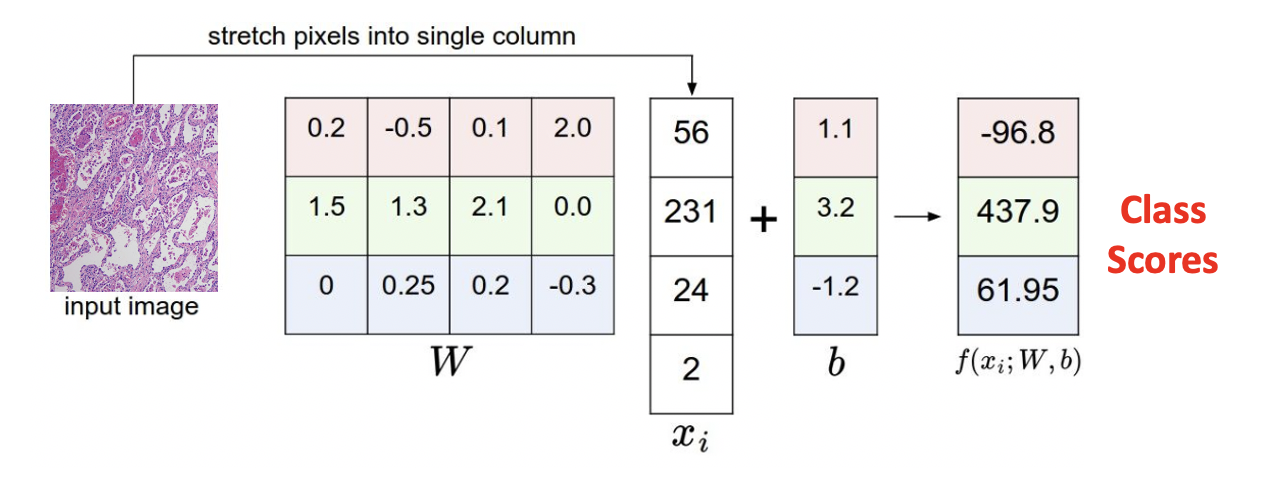 stretch pixels into single column
0.2 -0.5 0.1 2.0 56 1.1 -96.8
1.5 1.3 2.1 0.0 231 + 3.2 437.9 Class
Scores
0 0.25 0.2 -0.3 24 -1.2 61.95
input image
W b f(x_i; W, b)
2
x_i